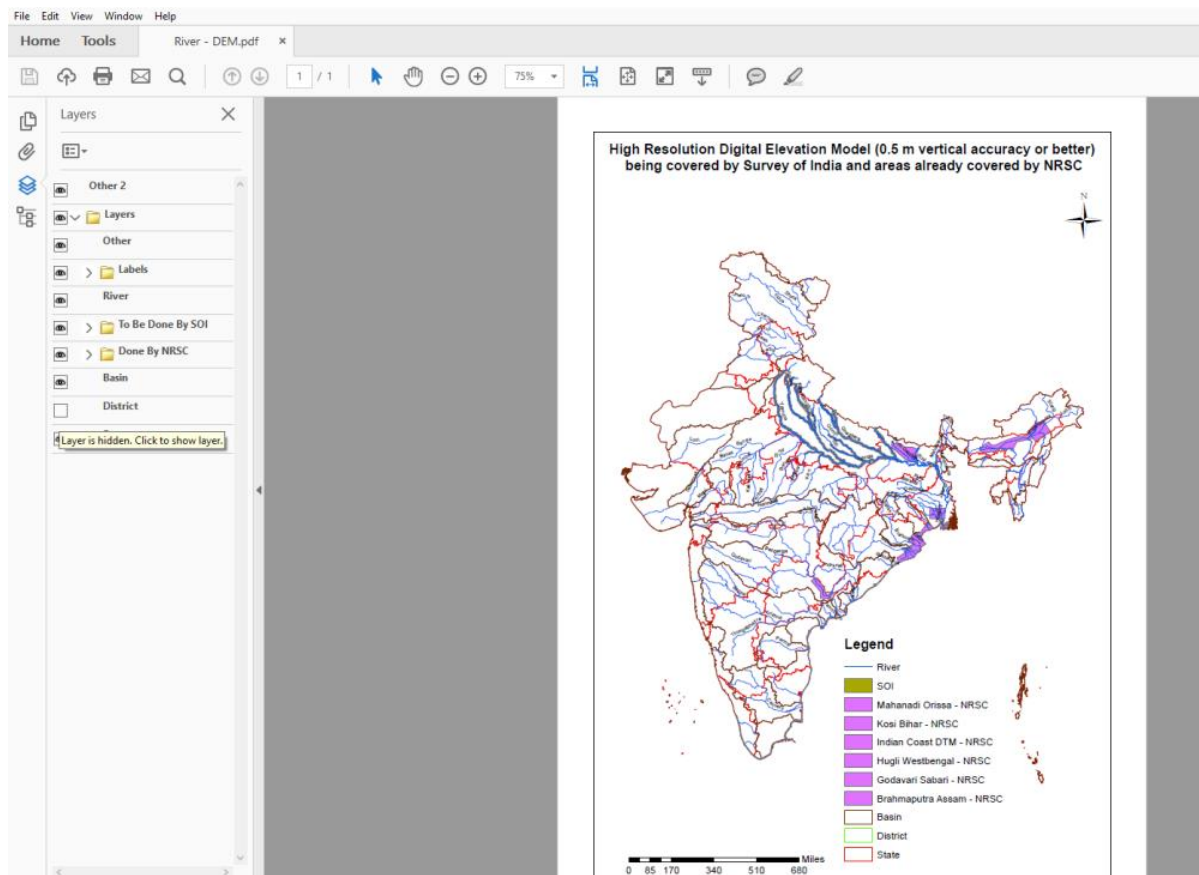 File Edit View Window Help
Home Tools River - DEM.pdf ×
1 / 1 75%
Layers
Other 2
Layers
Other
Labels
River
To Be Done By SOI
Done By NRSC
Basin
District
Layer is hidden. Click to show layer.
High Resolution Digital Elevation Model (0.5 m vertical accuracy or better)
being covered by Survey of India and areas already covered by NRSC
N
Legend
River
SOI
Mahanadi Orissa - NRSC
Kosi Bihar - NRSC
Indian Coast DTM - NRSC
Hugli Westbengal - NRSC
Godavari Sabari - NRSC
Brahmaputra Assam - NRSC
Basin
District
State
Miles
0 85 170 340 510 680